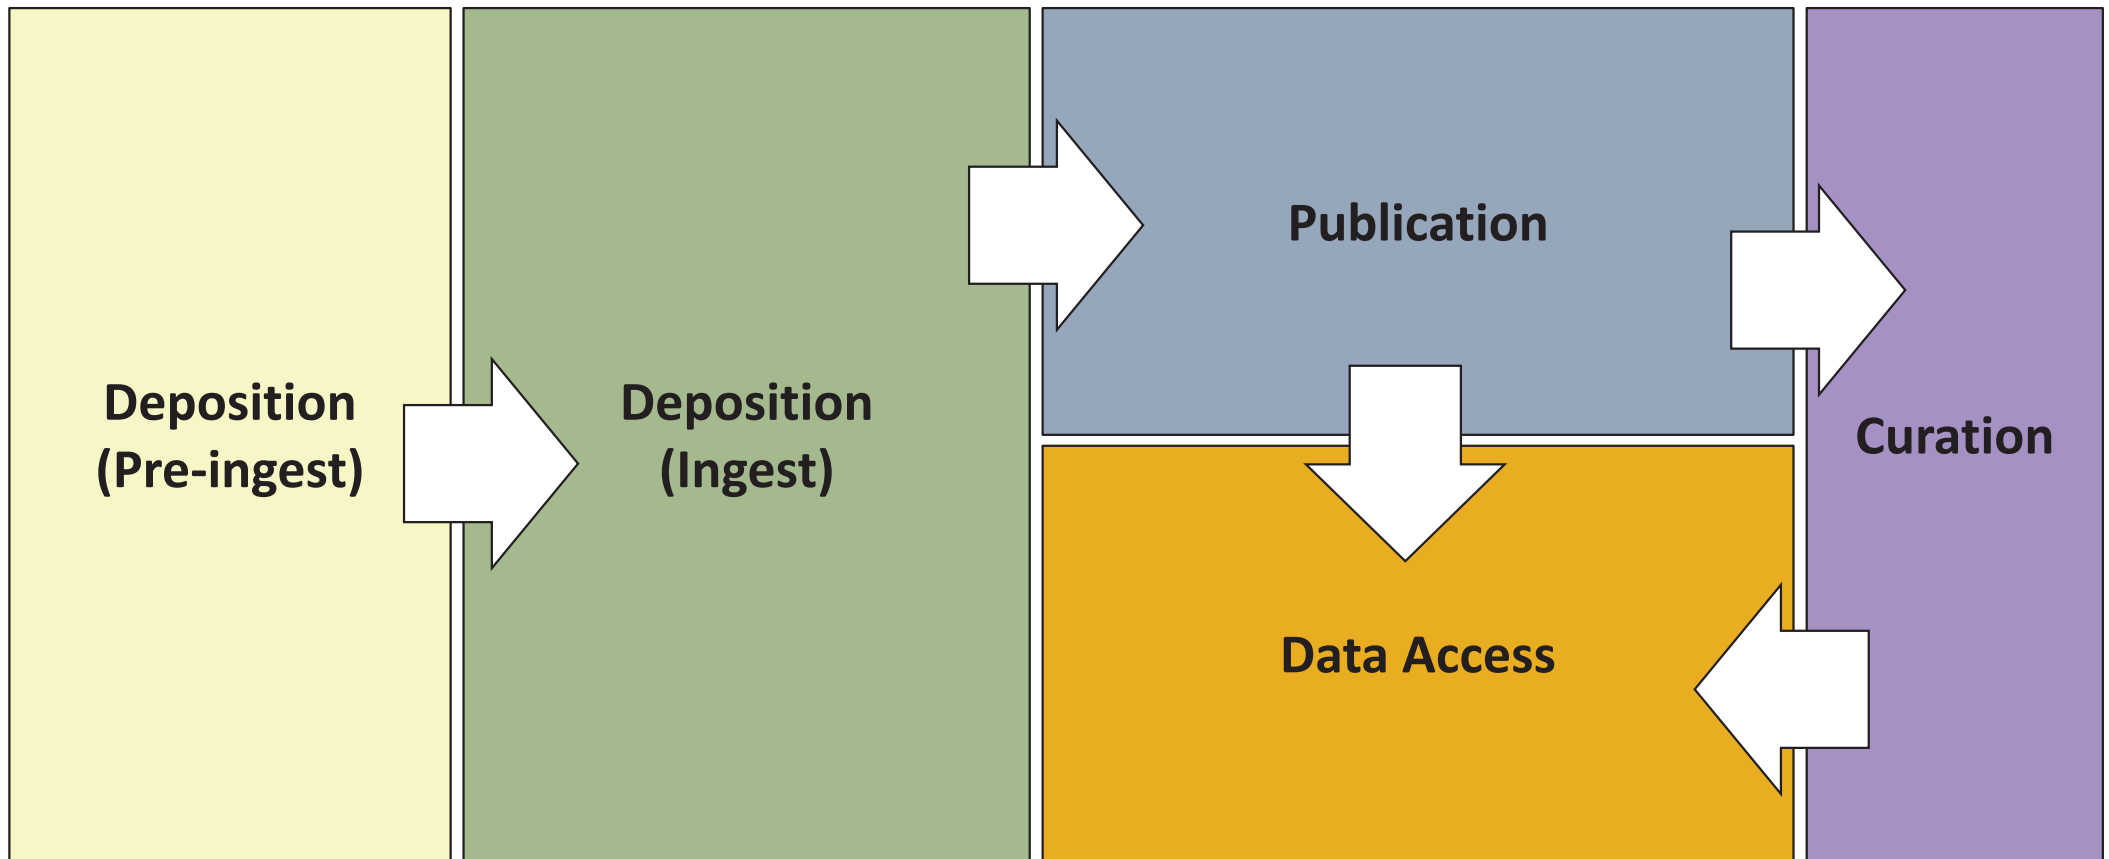 Deposition
(Pre-ingest)
Deposition
(Ingest)
Publication
Data Access
Curation